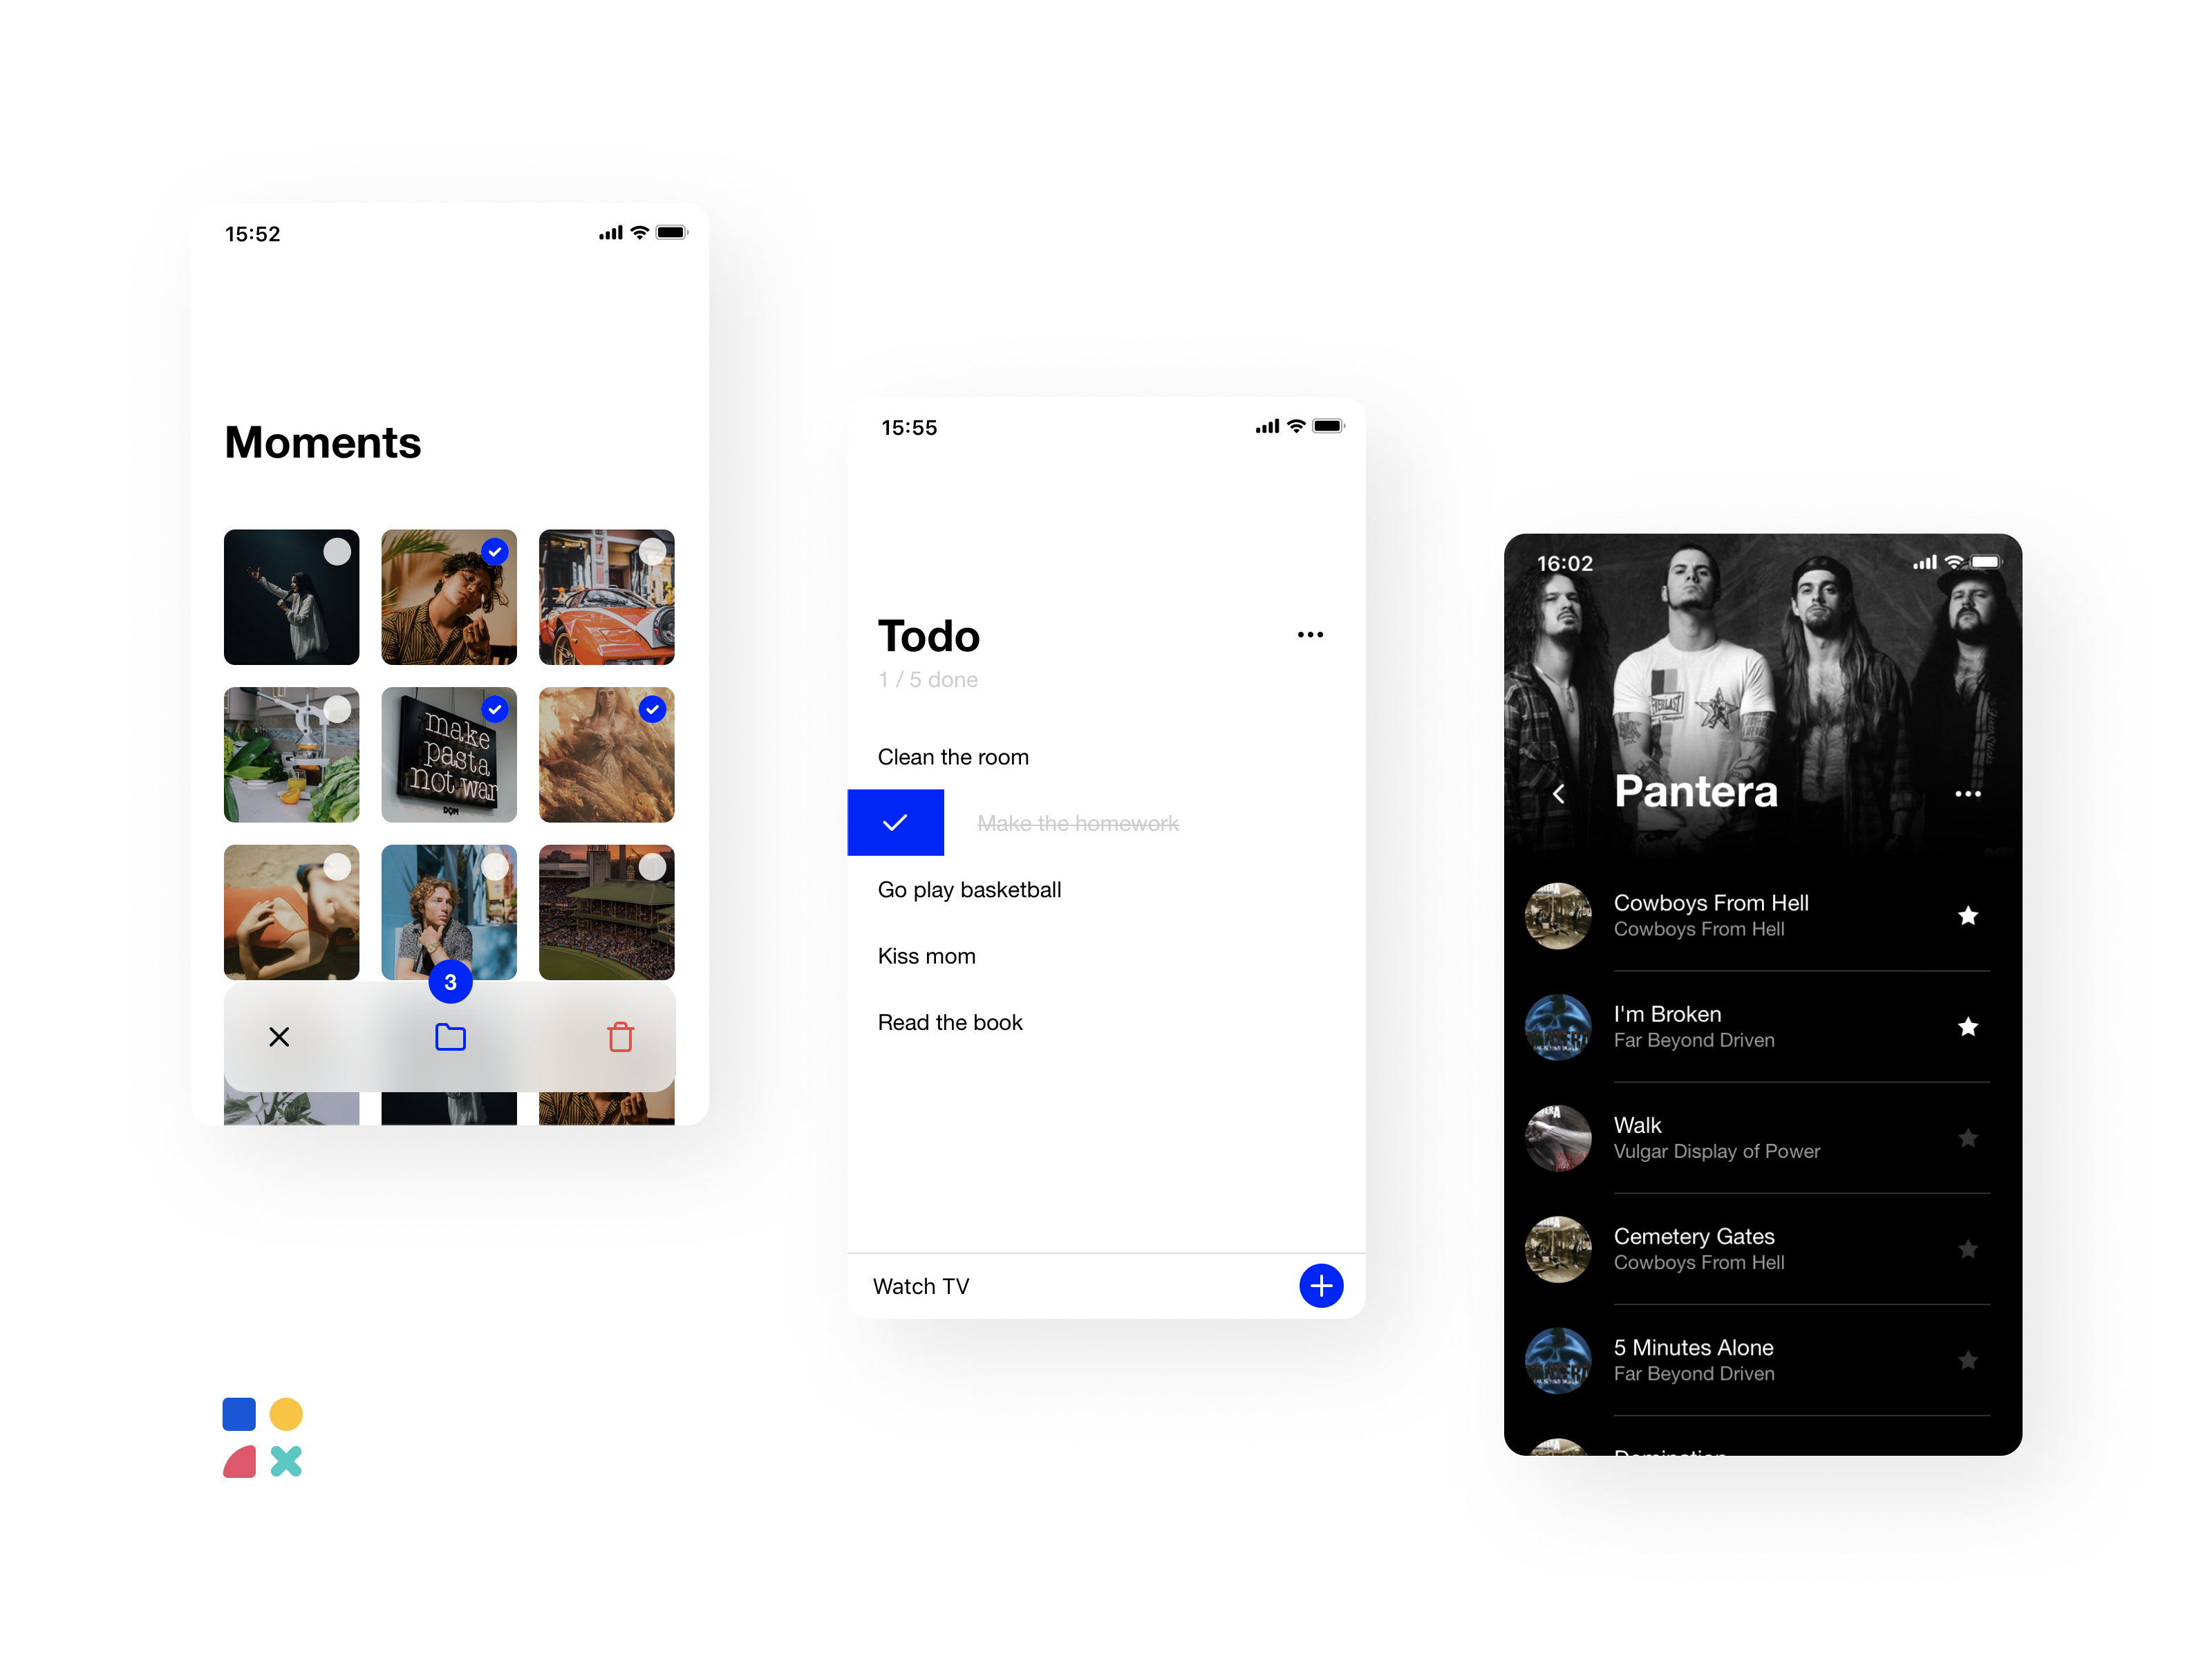 15:52
Moments
make
pasta
not war
DOM
3
15:55
Todo
1 / 5 done
Clean the room
Make the homework
Go play basketball
Kiss mom
Read the book
Watch TV
16:02
EVERLAST
Pantera
Cowboys From Hell
Cowboys From Hell
I'm Broken
Far Beyond Driven
Walk
Vulgar Display of Power
Cemetery Gates
Cowboys From Hell
5 Minutes Alone
Far Beyond Driven
Domination